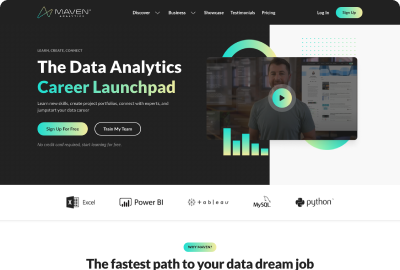 MAVEN
ANALYTICS
Discover
Business
Showcase
Testimonials
Pricing
Log In
Sign Up
LEARN. CREATE. CONNECT
The Data Analytics
Career Launchpad
Learn new skills, create project portfolios, connect with experts, and
jumpstart your data career
Sign Up For Free
Train My Team
No credit card required, start training for free
Excel
Power BI
+ a b l e a u
MySQL
python
WHY MAVEN?
The fastest path to your data dream job